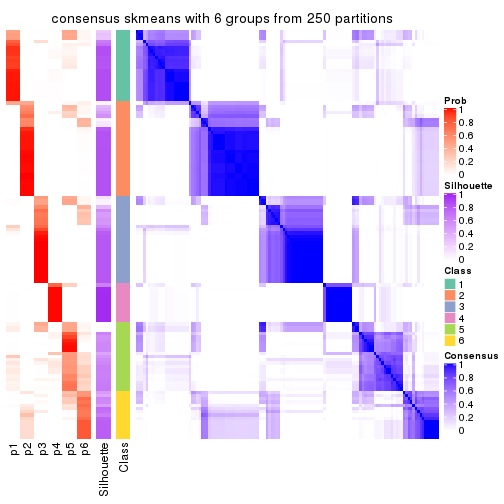 consensus skmeans with 6 groups from 250 partitions
Prob
1
0.8
0.6
0.4
0.2
0
Silhouette
1
0.8
0.6
0.4
0.2
0
Class
1
2
3
4
5
6
Consensus
1
0.8
0.6
0.4
0.2
0
p1
p2
p3
p4
p5
p6
Silhouette
Class